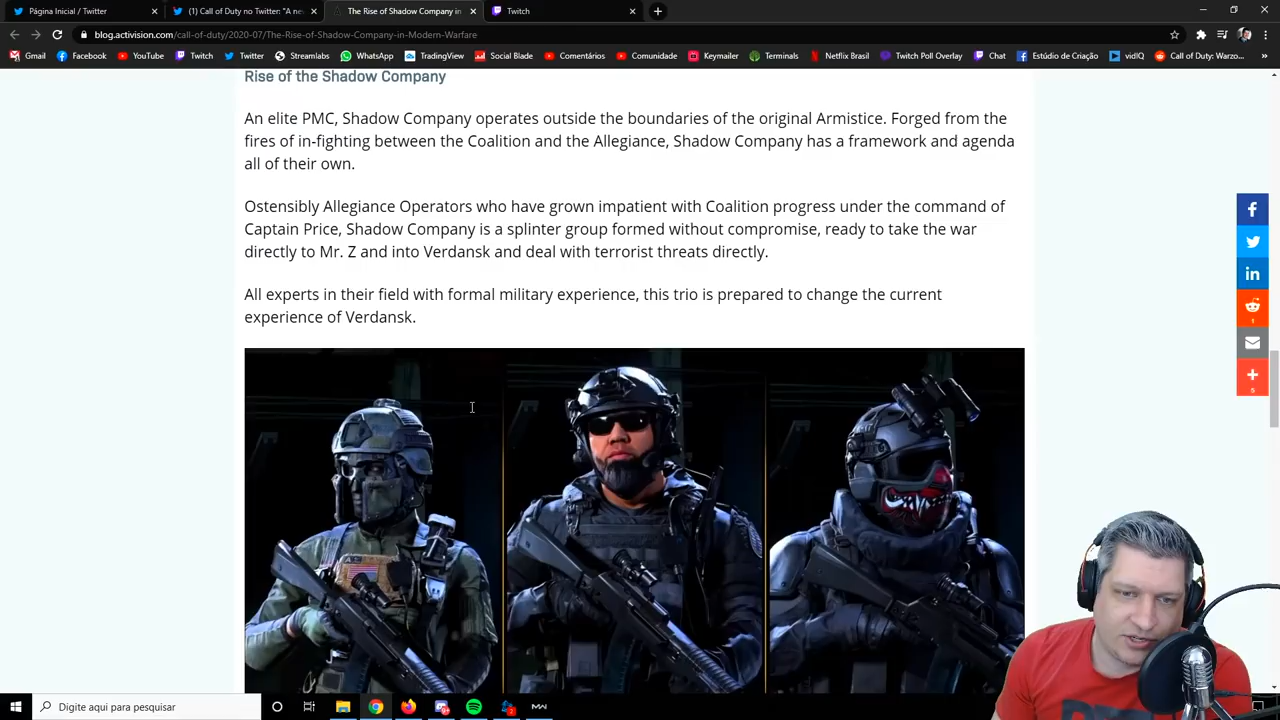 Página Inicial / Twitter
(1) Call of Duty no Twitter: "A ne
The Rise of Shadow Company in
Twitch
blog.activision.com/call-of-duty/2020-07/The-Rise-of-Shadow-Company-in-Modern-Warfare
Gmail Facebook YouTube Twitch Twitter Streamlabs WhatsApp TradingView Social Blade Comentários Comunidade Keymailer Terminals Netflix Brasil Twitch Poll Overlay Chat Estúdio de Criação vidIQ Call of Duty: Warzo...
Rise of the Shadow Company
An elite PMC, Shadow Company operates outside the boundaries of the original Armistice. Forged from the
fires of in-fighting between the Coalition and the Allegiance, Shadow Company has a framework and agenda
all of their own.
Ostensibly Allegiance Operators who have grown impatient with Coalition progress under the command of
Captain Price, Shadow Company is a splinter group formed without compromise, ready to take the war
directly to Mr. Z and into Verdansk and deal with terrorist threats directly.
All experts in their field with formal military experience, this trio is prepared to change the current
experience of Verdansk.
1
5
Digite aqui para pesquisar